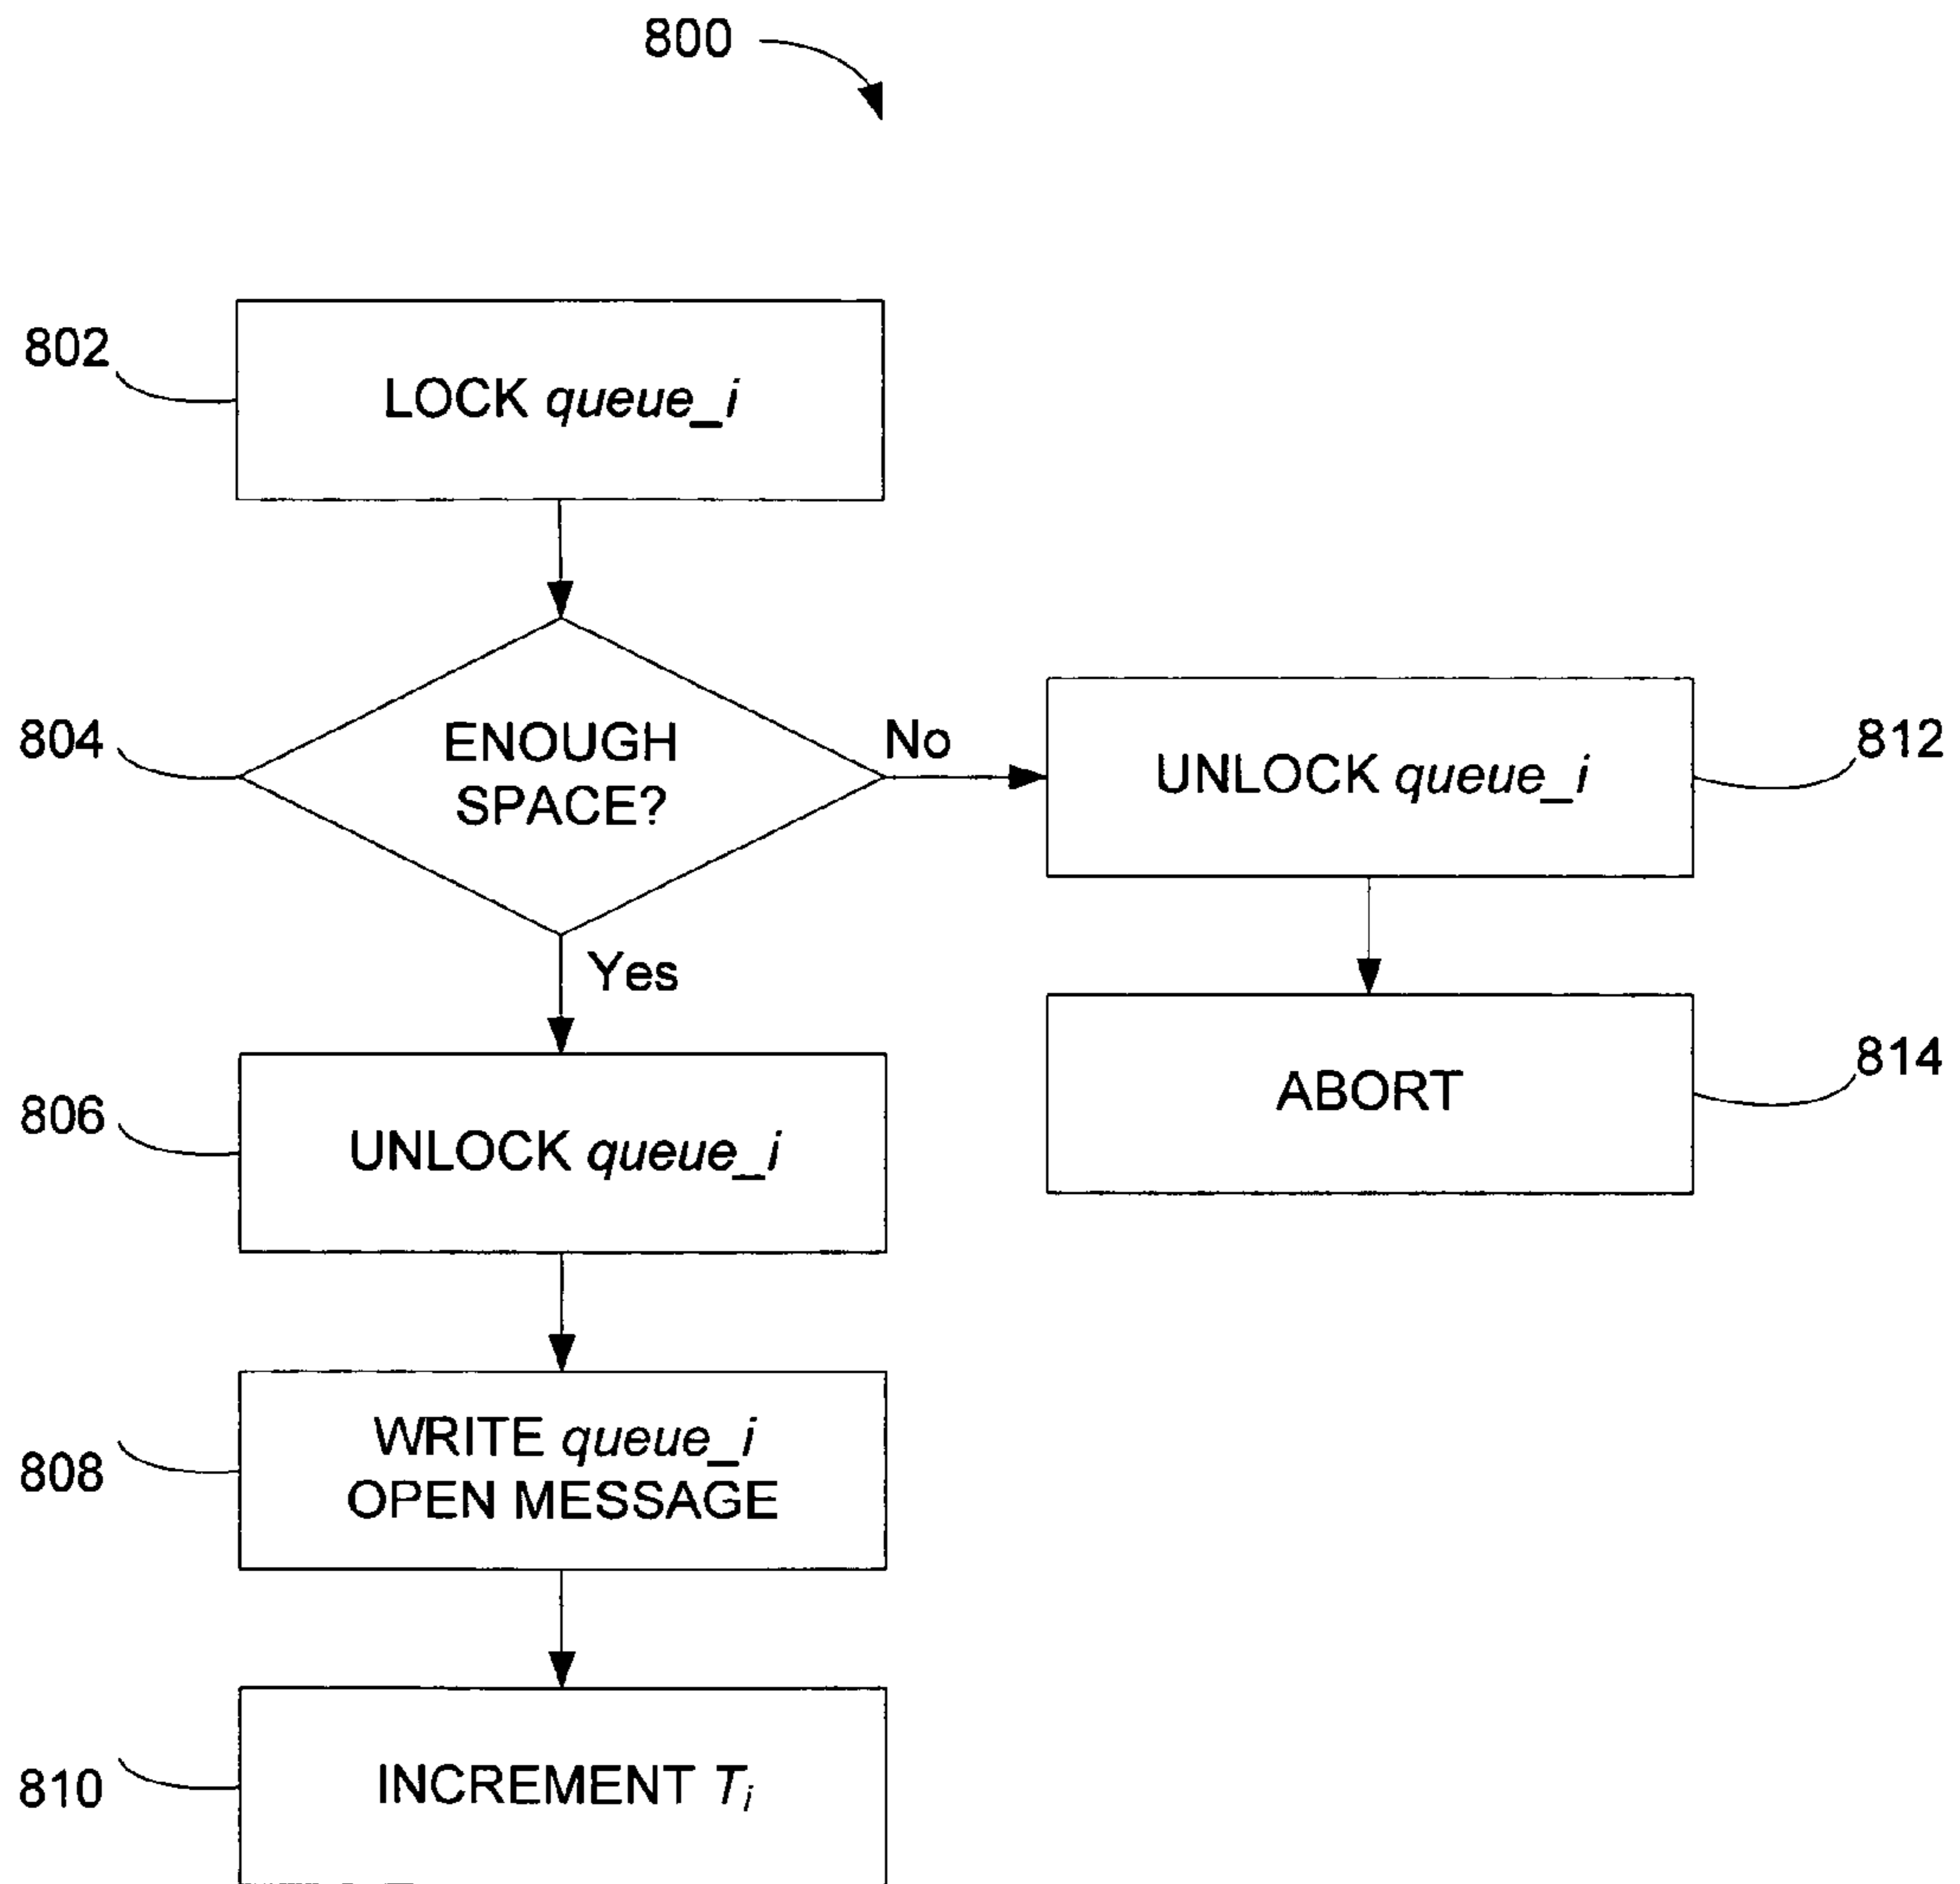 800
802
LOCK queue_i
804
ENOUGH
SPACE?
No
UNLOCK queue_i
812
Yes
ABORT
814
806
UNLOCK queue_i
WRITE queue_i
OPEN MESSAGE
808
INCREMENT Ti
810